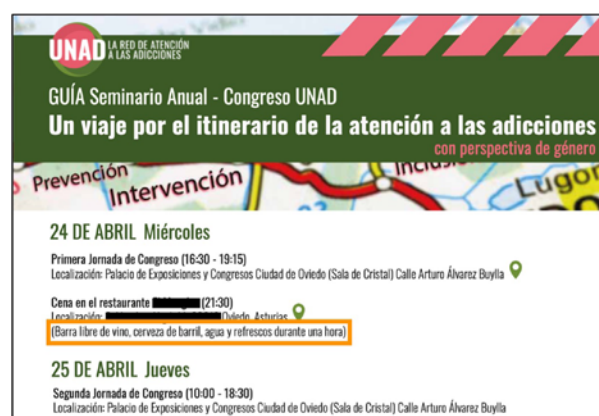 UNAD LA RED DE ATENCIÓN
A LAS ADICCIONES
GUÍA Seminario Anual - Congreso UNAD
Un viaje por el itinerario de la atención a las adicciones
con perspectiva de género
Prevención
Intervención
Lugon
24 DE ABRIL Miércoles
Primera Jornada de Congreso (16:30 - 19:15)
Localización: Palacio de Exposiciones y Congresos Ciudad de Oviedo (Sala de Cristal) Calle Arturo Álvarez Buylla
Cena en el restaurante (21:30)
Localización: Oviedo, Asturias
(Barra libre de vino, cerveza de barril, agua y refrescos durante una hora)
25 DE ABRIL Jueves
Segunda Jornada de Congreso (10:00 - 18:30)
Localización: Palacio de Exposiciones y Congresos Ciudad de Oviedo (Sala de Cristal) Calle Arturo Álvarez Buylla